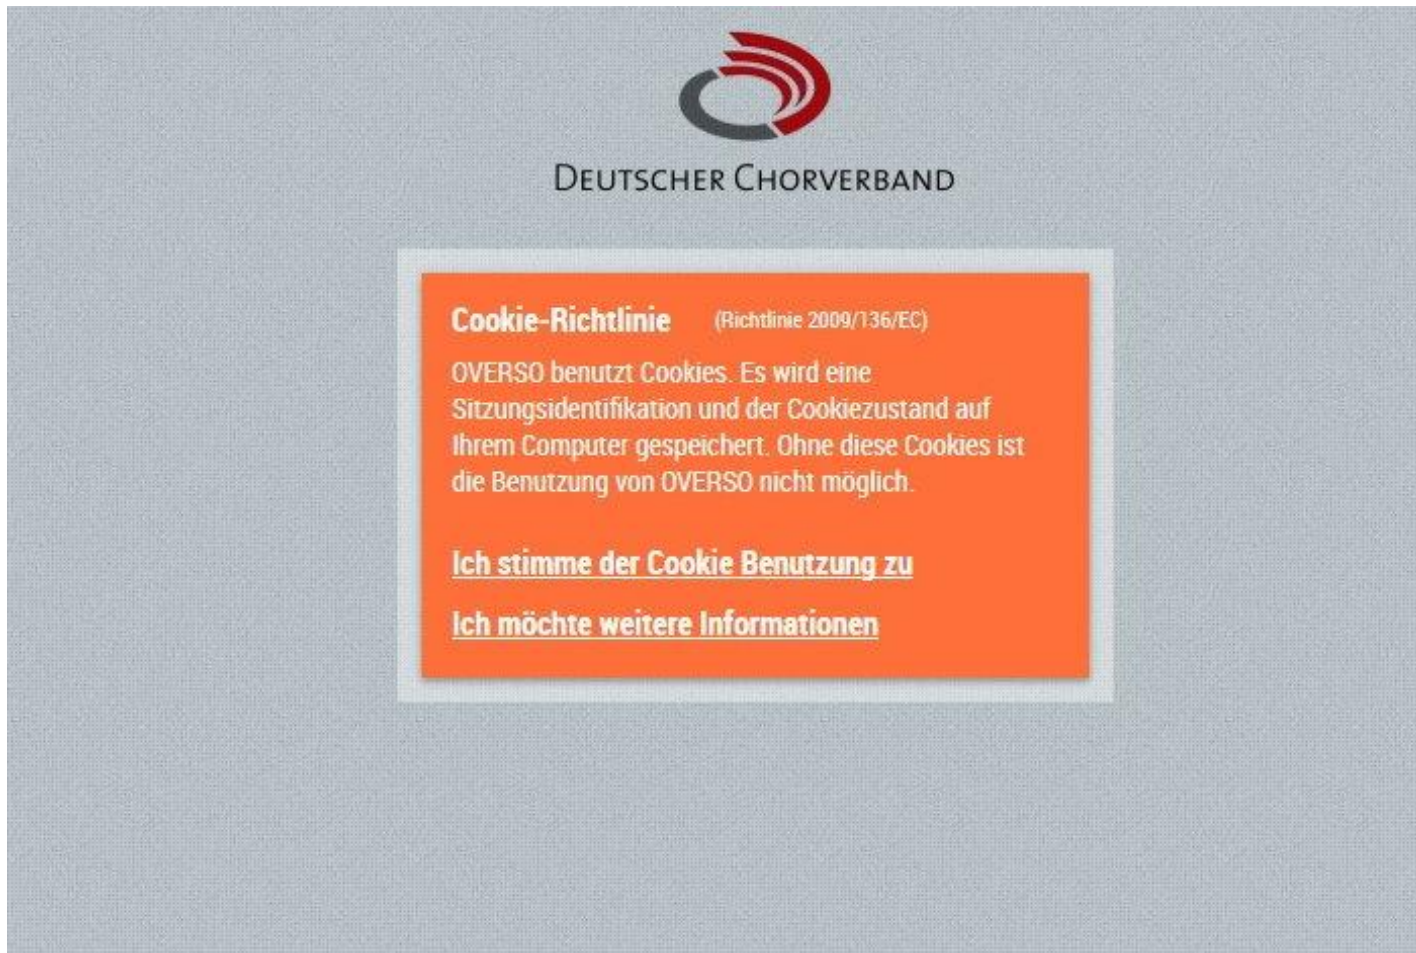 DEUTSCHER CHORVERBAND
Cookie-Richtlinie (Richtlinie 2009/136/EC)
OVERSO benutzt Cookies. Es wird eine
Sitzungsidentifikation und der Cookiezustand auf
Ihrem Computer gespeichert. Ohne diese Cookies ist
die Benutzung von OVERSO nicht möglich.
Ich stimme der Cookie Benutzung zu
Ich möchte weitere Informationen